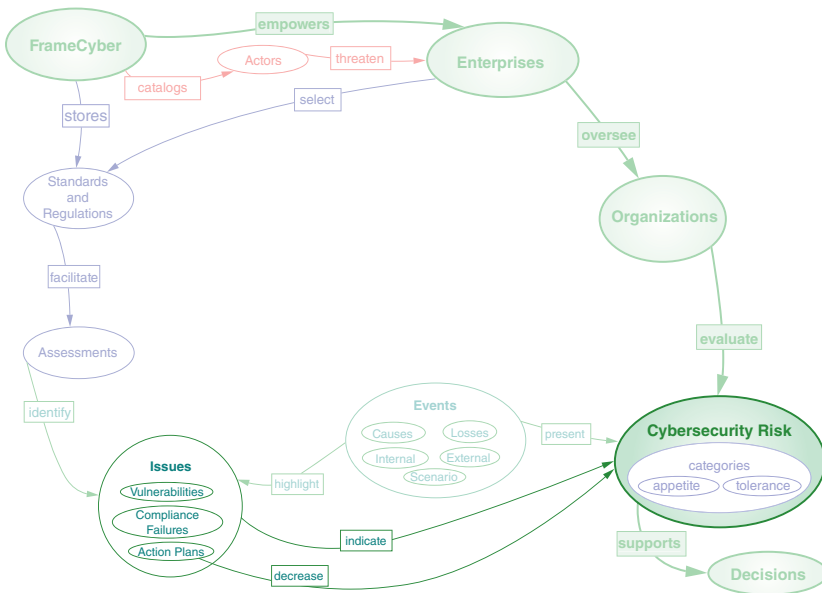 empowers
FrameCyber
Actors
threaten
Enterprises
catalogs
select
stores
oversee
Standards
and
Regulations
Organizations
facilitate
evaluate
Assessments
identify
Events
Causes
Losses
Internal
External
Scenario
present
highlight
Cybersecurity Risk
categories
appetite
tolerance
Issues
Vulnerabilities
Compliance
Failures
Action Plans
indicate
decrease
supports
Decisions